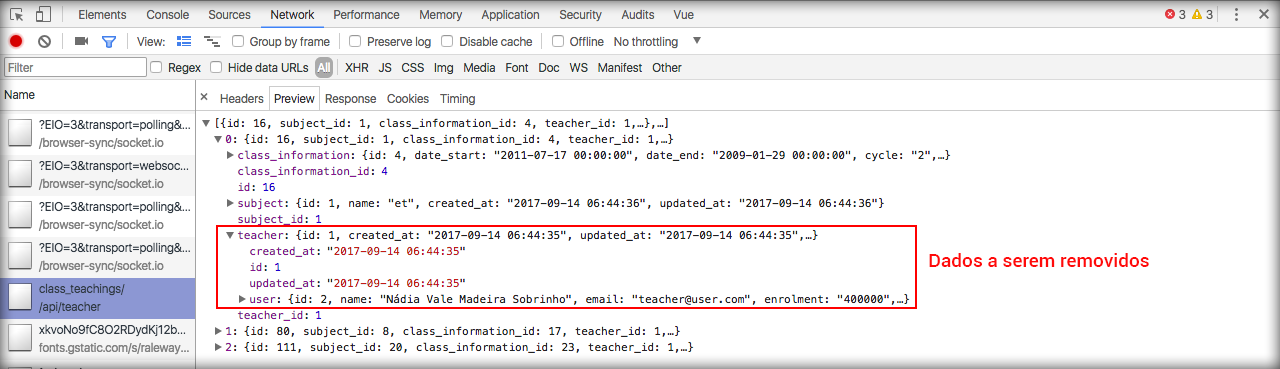 Elements Console Sources Network Performance Memory Application Security Audits Vue 3 3
View: Group by frame Preserve log Disable cache Offline No throttling
Filter Regex Hide data URLs All XHR JS CSS Img Media Font Doc WS Manifest Other
Name
Headers Preview Response Cookies Timing
?EIO=3&transport=polling&...
/browser-sync/socket.io
?EIO=3&transport=websoc...
/browser-sync/socket.io
?EIO=3&transport=polling&...
/browser-sync/socket.io
?EIO=3&transport=polling&...
/browser-sync/socket.io
class_teachings/
/api/teacher
xkvoNo9fC8O2RDydKj12b...
fonts.gstatic.com/s/raleway...
[{id: 16, subject_id: 1, class_information_id: 4, teacher_id: 1,…},…]
0: {id: 16, subject_id: 1, class_information_id: 4, teacher_id: 1,…}
class_information: {id: 4, date_start: "2011-07-17 00:00:00", date_end: "2009-01-29 00:00:00", cycle: "2",…}
class_information_id: 4
id: 16
subject: {id: 1, name: "et", created_at: "2017-09-14 06:44:36", updated_at: "2017-09-14 06:44:36"}
subject_id: 1
teacher: {id: 1, created_at: "2017-09-14 06:44:35", updated_at: "2017-09-14 06:44:35",…}
created_at: "2017-09-14 06:44:35"
id: 1
updated_at: "2017-09-14 06:44:35"
user: {id: 2, name: "Nádia Vale Madeira Sobrinho", email: "teacher@user.com", enrolment: "400000",…}
teacher_id: 1
1: {id: 80, subject_id: 8, class_information_id: 17, teacher_id: 1,…}
2: {id: 111, subject_id: 20, class_information_id: 23, teacher_id: 1,…}
Dados a serem removidos